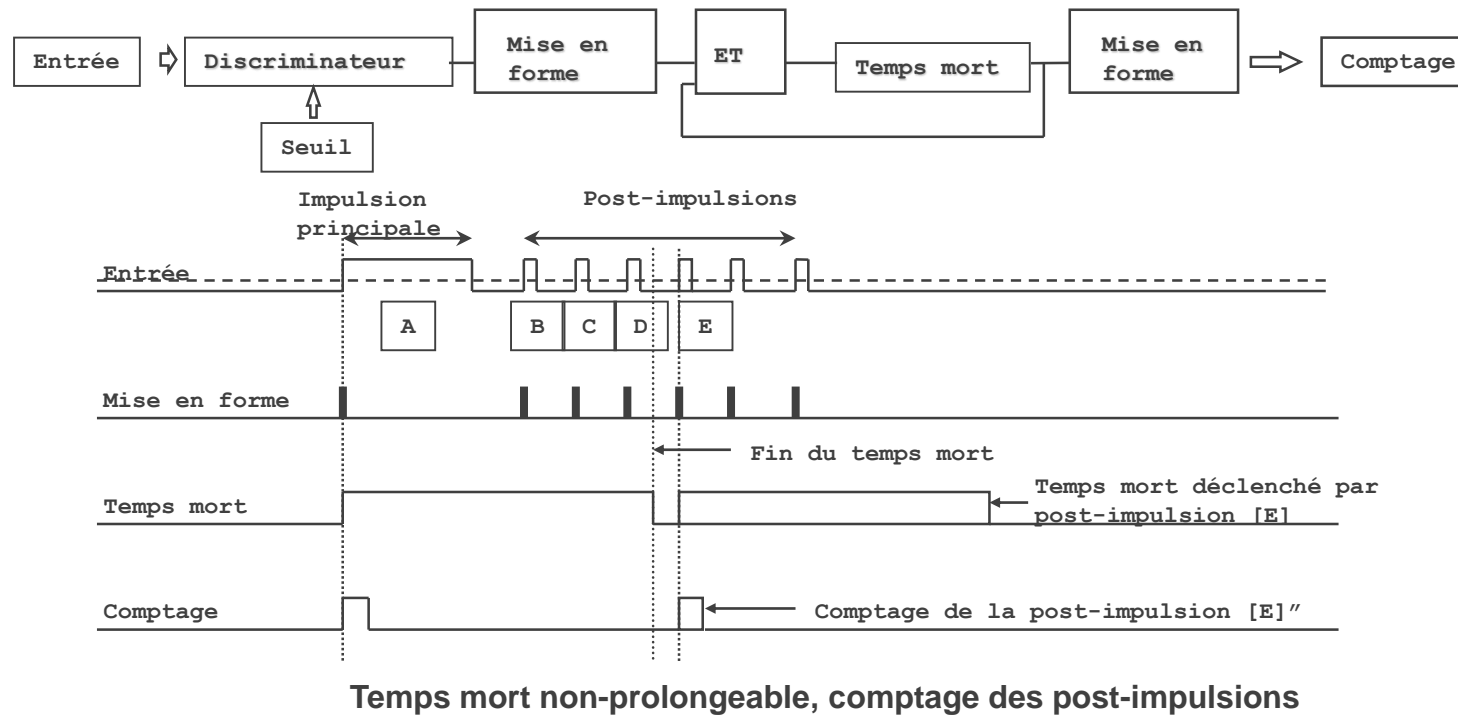 Entrée
Discriminateur
Mise en
forme
ET
Temps mort
Mise en
forme
Comptage
Seuil
Impulsion
principale
Post-impulsions
Entrée
A
B
C
D
E
Mise en forme
Fin du temps mort
Temps mort
Temps mort déclenché par
post-impulsion [E]
Comptage
Comptage de la post-impulsion [E]”
Temps mort non-prolongeable, comptage des post-impulsions